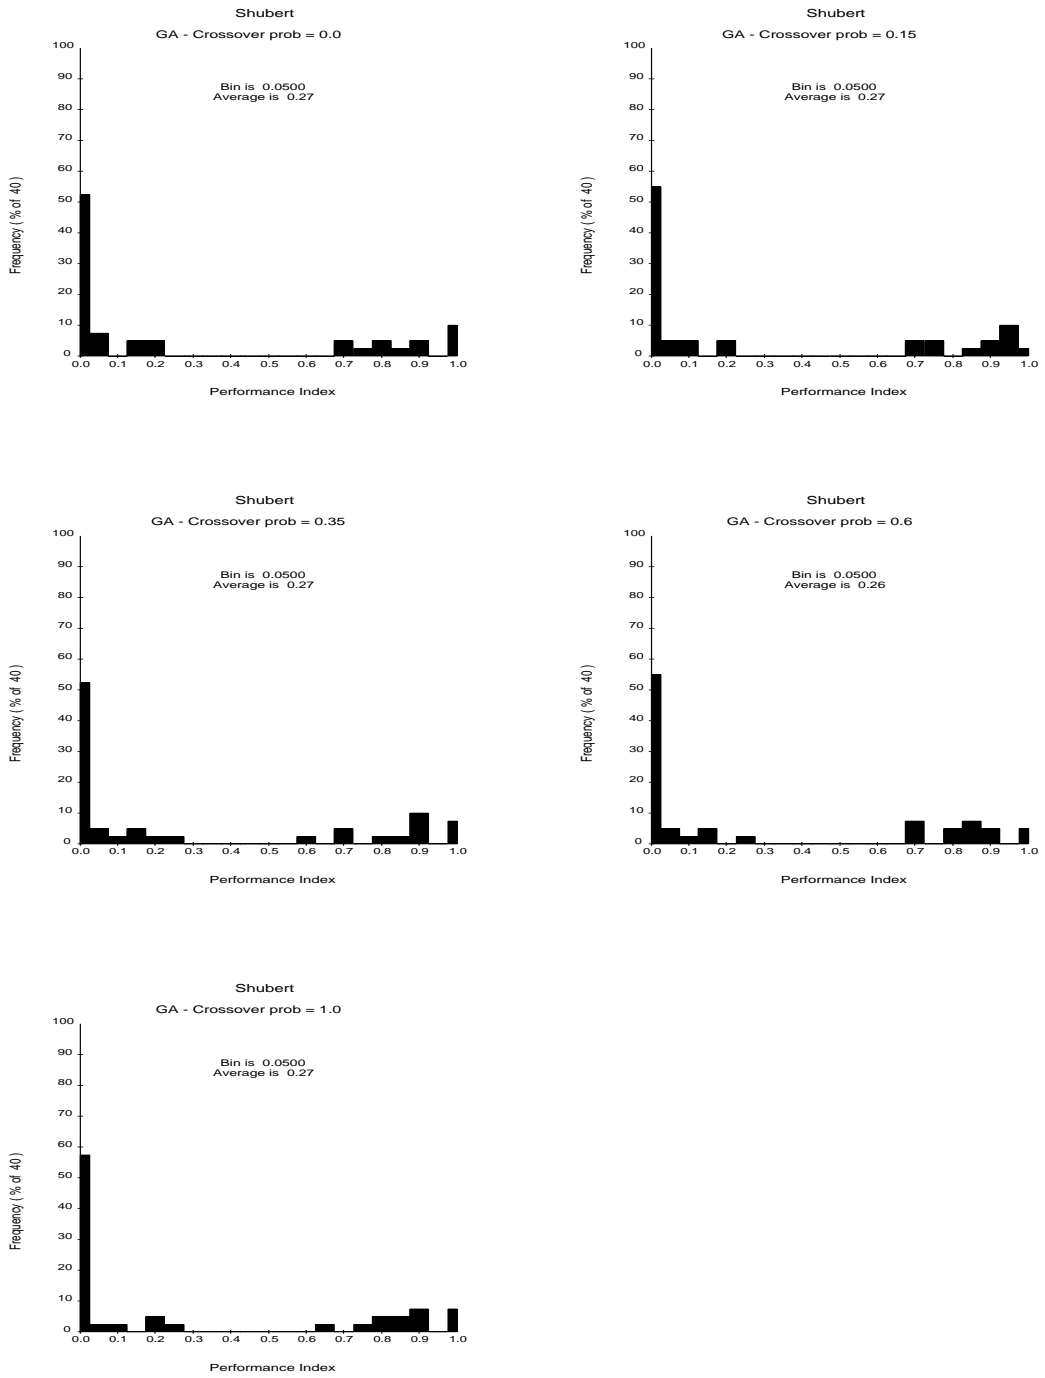 Shubert
GA - Crossover prob = 0.0
Bin is 0.0500
Average is 0.27
Frequency ( % of 40 )
100
90
80
70
60
50
40
30
20
10
0
0.0 0.1 0.2 0.3 0.4 0.5 0.6 0.7 0.8 0.9 1.0
Performance Index
Shubert
GA - Crossover prob = 0.15
Bin is 0.0500
Average is 0.27
Frequency ( % of 40 )
100
90
80
70
60
50
40
30
20
10
0
0.0 0.1 0.2 0.3 0.4 0.5 0.6 0.7 0.8 0.9 1.0
Performance Index
Shubert
GA - Crossover prob = 0.35
Bin is 0.0500
Average is 0.27
Frequency ( % of 40 )
100
90
80
70
60
50
40
30
20
10
0
0.0 0.1 0.2 0.3 0.4 0.5 0.6 0.7 0.8 0.9 1.0
Performance Index
Shubert
GA - Crossover prob = 0.6
Bin is 0.0500
Average is 0.26
Frequency ( % of 40 )
100
90
80
70
60
50
40
30
20
10
0
0.0 0.1 0.2 0.3 0.4 0.5 0.6 0.7 0.8 0.9 1.0
Performance Index
Shubert
GA - Crossover prob = 1.0
Bin is 0.0500
Average is 0.27
Frequency ( % of 40 )
100
90
80
70
60
50
40
30
20
10
0
0.0 0.1 0.2 0.3 0.4 0.5 0.6 0.7 0.8 0.9 1.0
Performance Index